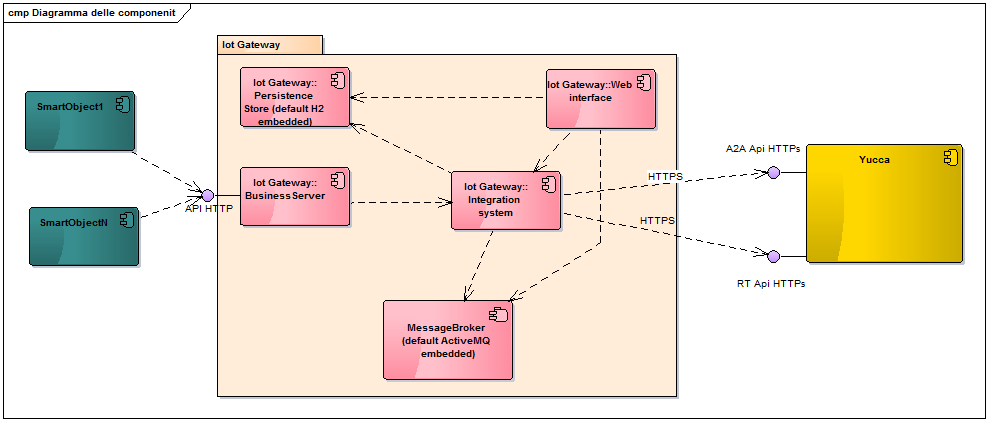 cmp Diagramma delle componenit
Iot Gateway
Iot Gateway::
Persistence
Store (default H2
embedded)
Iot Gateway::Web
interface
SmartObject1
SmartObjectN
API HTTP
Iot Gateway::
BusinessServer
Iot Gateway::
Integration
system
HTTPS
HTTPS
A2A Api HTTPs
RT Api HTTPs
Yucca
MessageBroker
(default ActiveMQ
embedded)